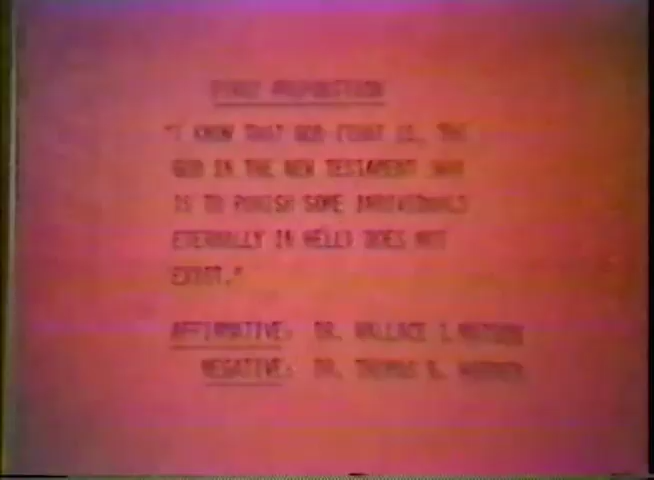 FIRST PROPOSITION
"I KNOW THAT GOD (THAT IS, THE
GOD IN THE NEW TESTAMENT WHO
IS TO PUNISH SOME INDIVIDUALS
ETERNALLY IN HELL) DOES NOT
EXIST."
AFFIRMATIVE: DR. WALLACE I. MATSON
NEGATIVE: DR. THOMAS B. WARREN